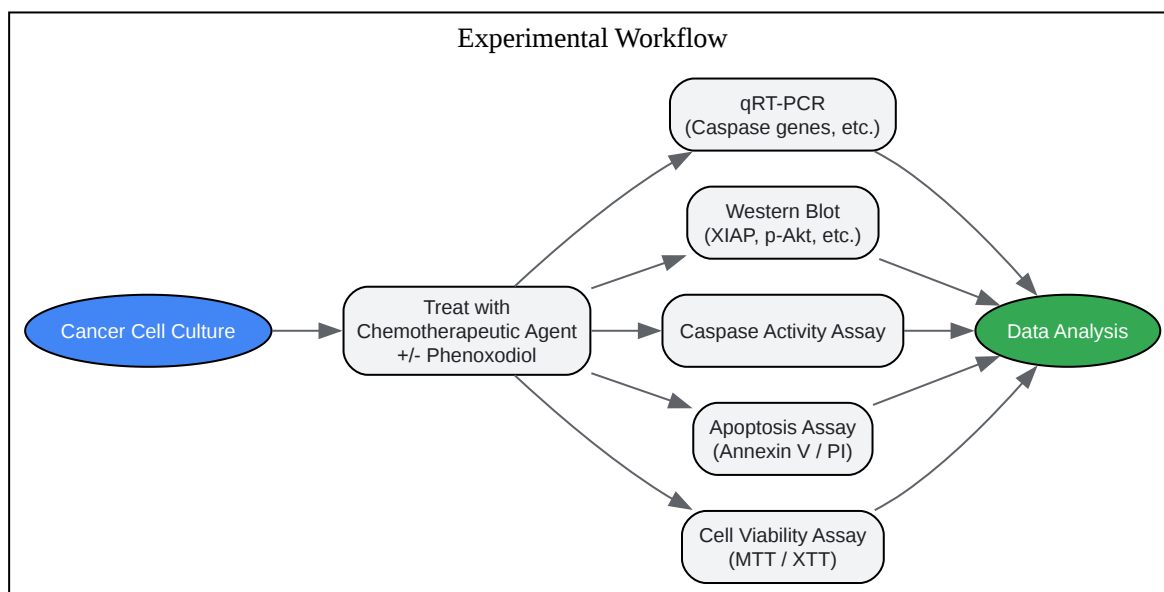 Experimental Workflow
qRT-PCR
(Caspase genes, etc.)
Western Blot
(XIAP, p-Akt, etc.)
Cancer Cell Culture
Treat with
Chemotherapeutic Agent
+/- Phenoxodiol
Caspase Activity Assay
Data Analysis
Apoptosis Assay
(Annexin V / PI)
Cell Viability Assay
(MTT / XTT)